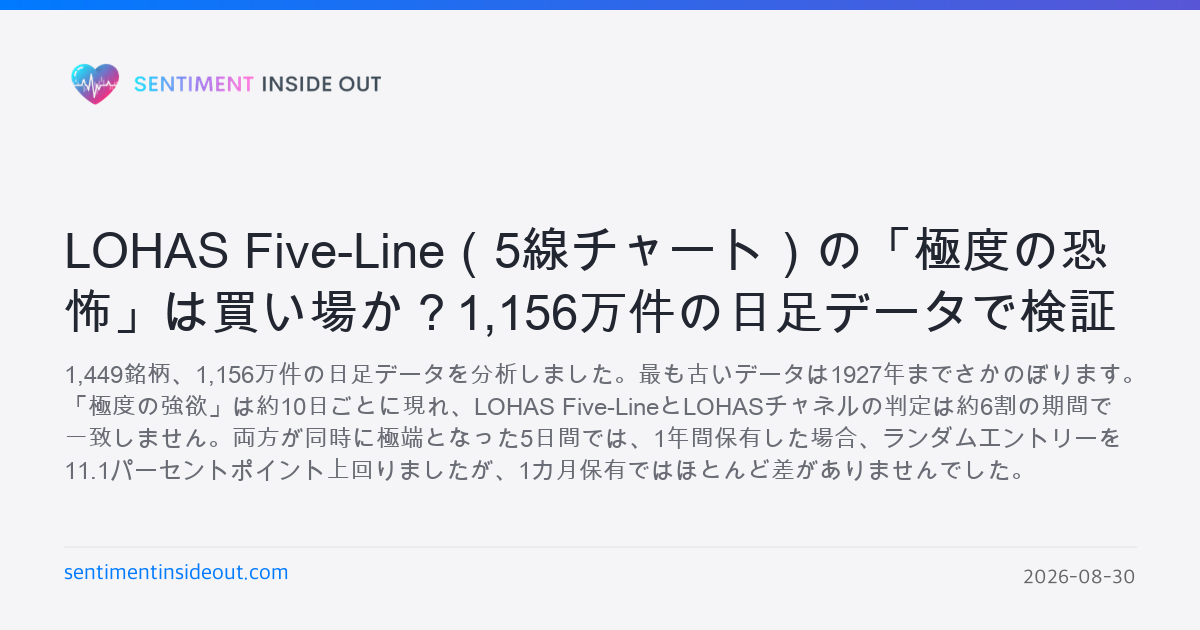 SENTIMENT INSIDE OUT
LOHAS Five-Line（5線チャート）の「極度の恐
怖」は買い場か？1,156万件の日足データで検証
1,449銘柄、1,156万件の日足データを分析しました。最も古いデータは1927年までさかのぼります。
「極度の強欲」は約10日ごとに現れ、LOHAS Five-LineとLOHASチャネルの判定は約6割の期間で
一致しません。両方が同時に極端となった5日間では、1年間保有した場合、ランダムエントリーを
11.1パーセントポイント上回りましたが、1カ月保有ではほとんど差がありませんでした。
sentimentinsideout.com
2026-08-30